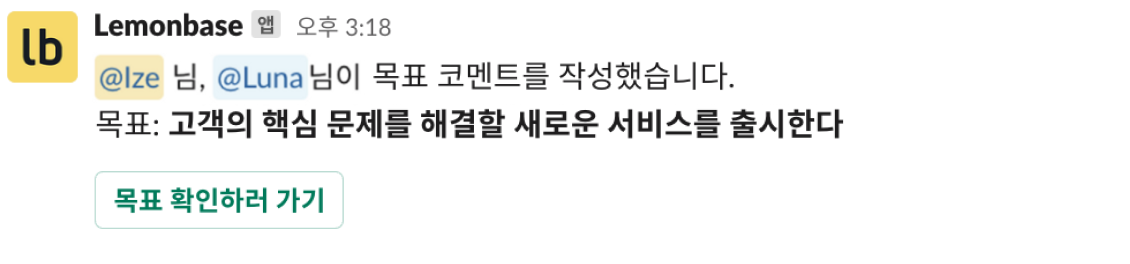 lb
Lemonbase 앱 오후 3:18
@Ize 님, @Luna님이 목표 코멘트를 작성했습니다.
목표: 고객의 핵심 문제를 해결할 새로운 서비스를 출시한다
목표 확인하러 가기